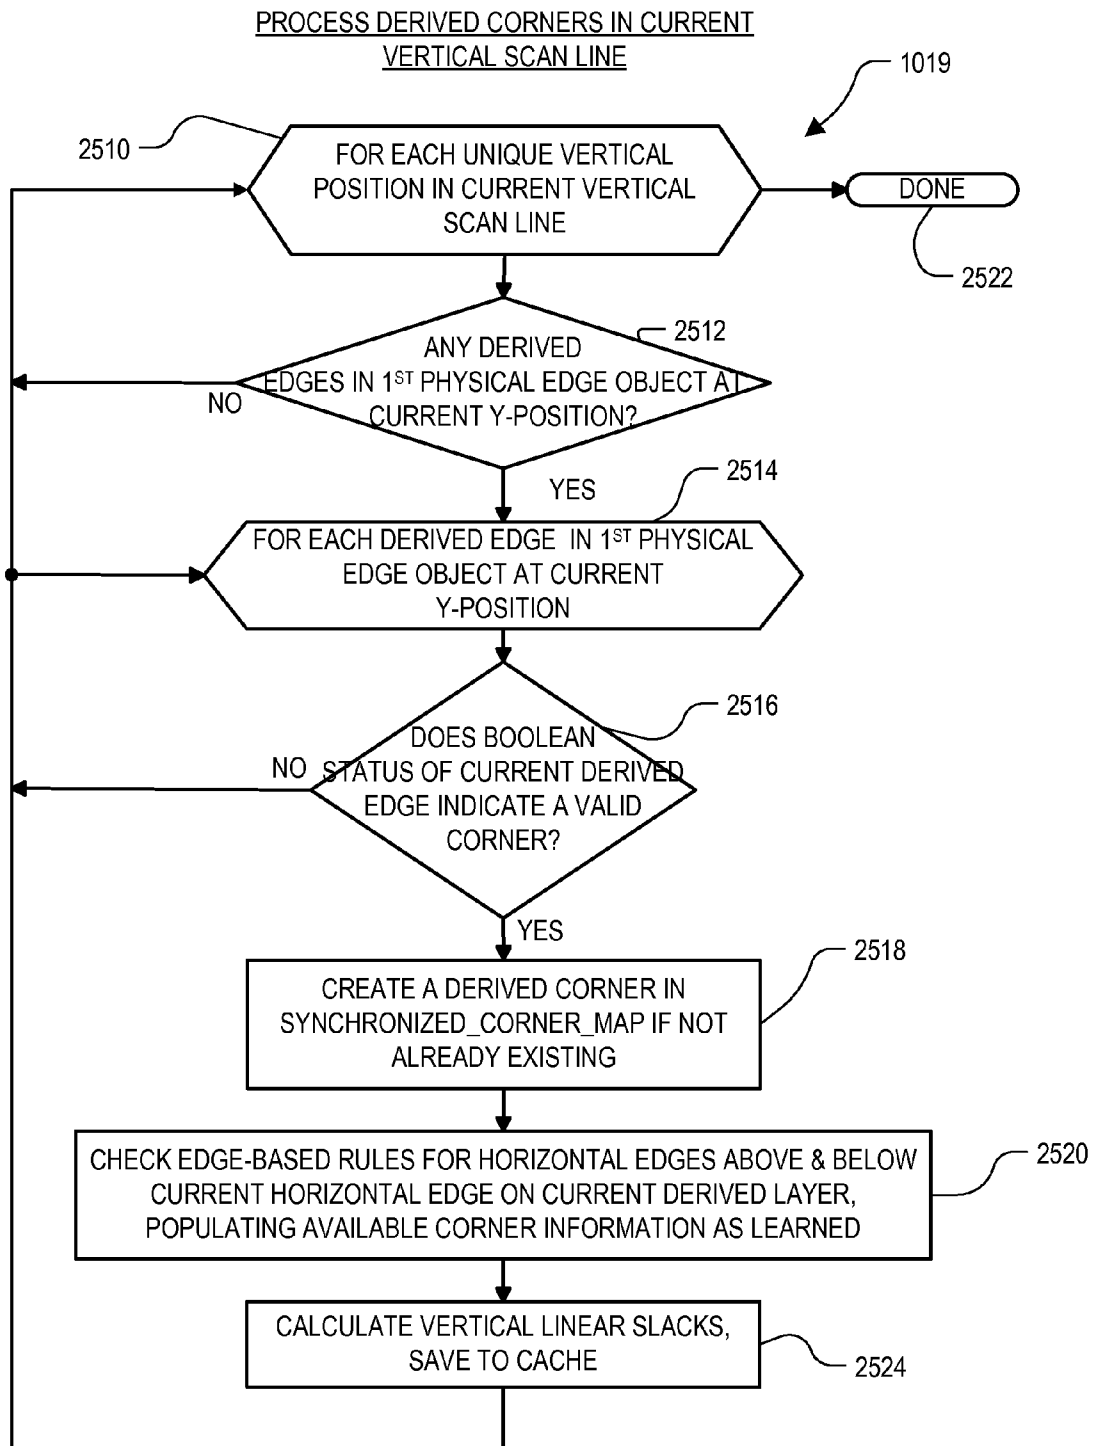 PROCESS DERIVED CORNERS IN CURRENT
VERTICAL SCAN LINE
1019
2510
FOR EACH UNIQUE VERTICAL
POSITION IN CURRENT VERTICAL
SCAN LINE
DONE
2522
2512
ANY DERIVED
EDGES IN 1ST PHYSICAL EDGE OBJECT AT
CURRENT Y-POSITION?
NO
YES
2514
FOR EACH DERIVED EDGE IN 1ST PHYSICAL
EDGE OBJECT AT CURRENT
Y-POSITION
2516
DOES BOOLEAN
STATUS OF CURRENT DERIVED
EDGE INDICATE A VALID
CORNER?
NO
YES
2518
CREATE A DERIVED CORNER IN
SYNCHRONIZED_CORNER_MAP IF NOT
ALREADY EXISTING
2520
CHECK EDGE-BASED RULES FOR HORIZONTAL EDGES ABOVE & BELOW
CURRENT HORIZONTAL EDGE ON CURRENT DERIVED LAYER,
POPULATING AVAILABLE CORNER INFORMATION AS LEARNED
CALCULATE VERTICAL LINEAR SLACKS,
SAVE TO CACHE
2524